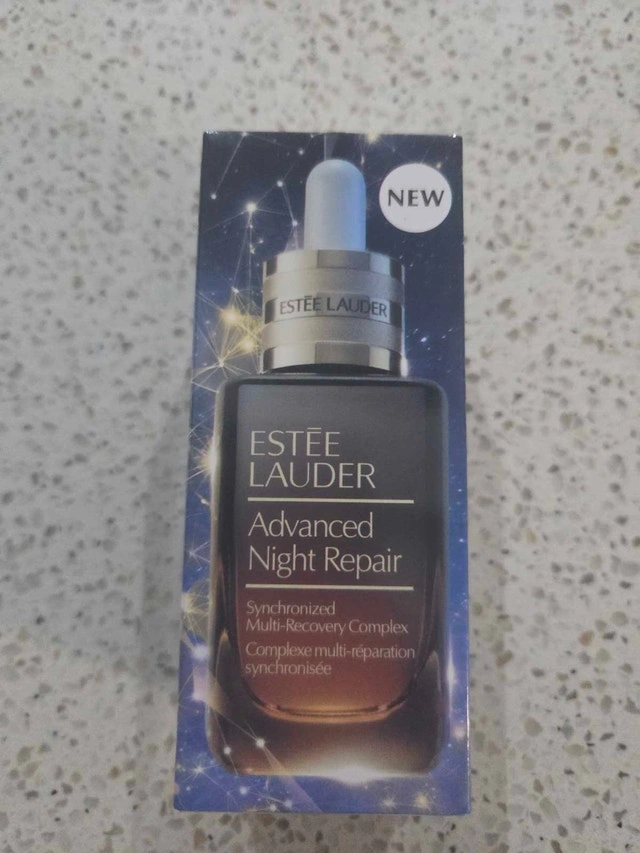 NEW
ESTĒE LAUDER
ESTĒE
LAUDER
Advanced
Night Repair
Synchronized
Multi-Recovery Complex
Complexe multi-réparation
synchronisée